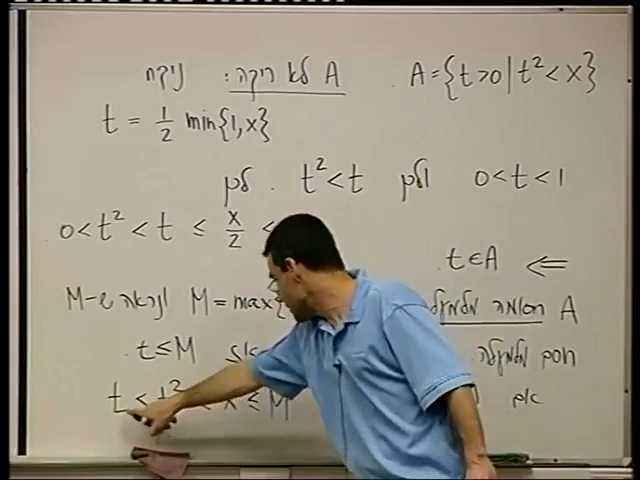 A = {t>0 | t² < x} . A לא ריקה: ניקח
t = 1/2 min{1, x}
0 < t < 1 ולכן t² < t . לכן
0 < t² < t ≤ x/2 <
⇐ t ∈ A .
A חסומה מלמעלה M = max{ ונראה ש-M
חסם מלמעלה t ≤ M .
אם t < t² < x ≤ M